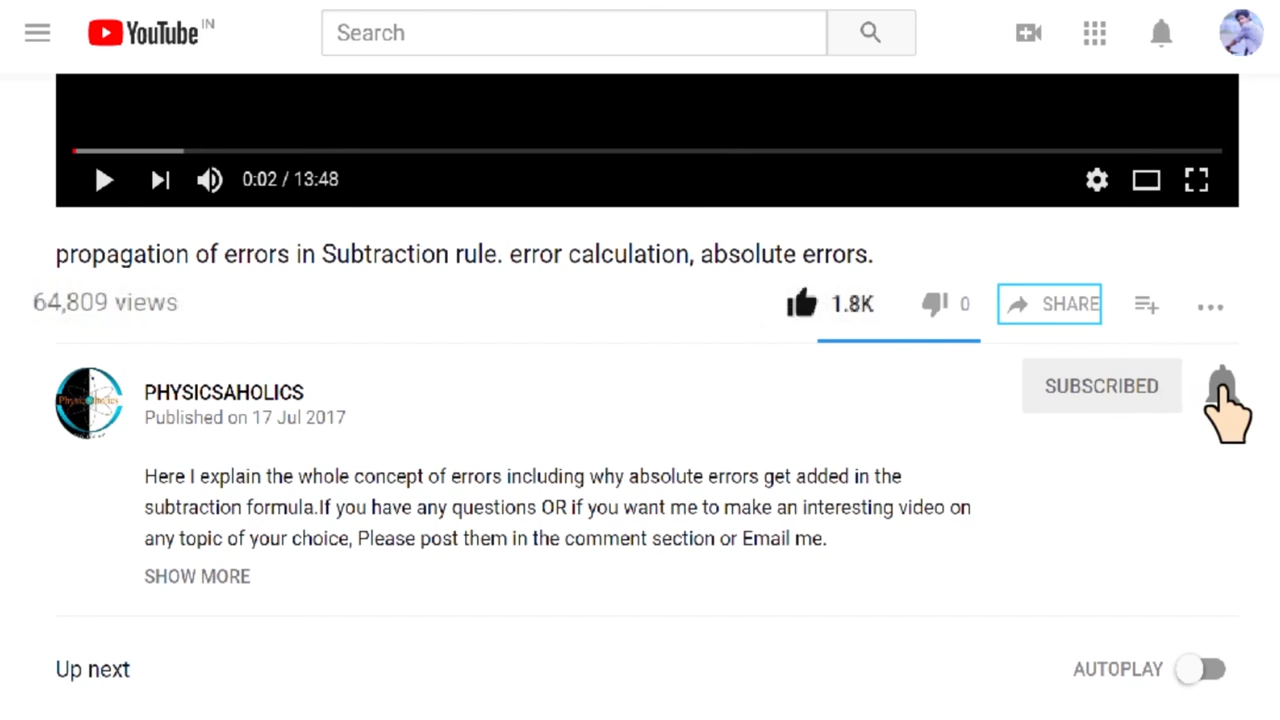 YouTube IN
Search
0:02 / 13:48
propagation of errors in Subtraction rule. error calculation, absolute errors.
64,809 views
1.8K
0
SHARE
PHYSICSAHOLICS
SUBSCRIBED
Published on 17 Jul 2017
Here I explain the whole concept of errors including why absolute errors get added in the
subtraction formula.If you have any questions OR if you want me to make an interesting video on
any topic of your choice, Please post them in the comment section or Email me.
SHOW MORE
Up next
AUTOPLAY